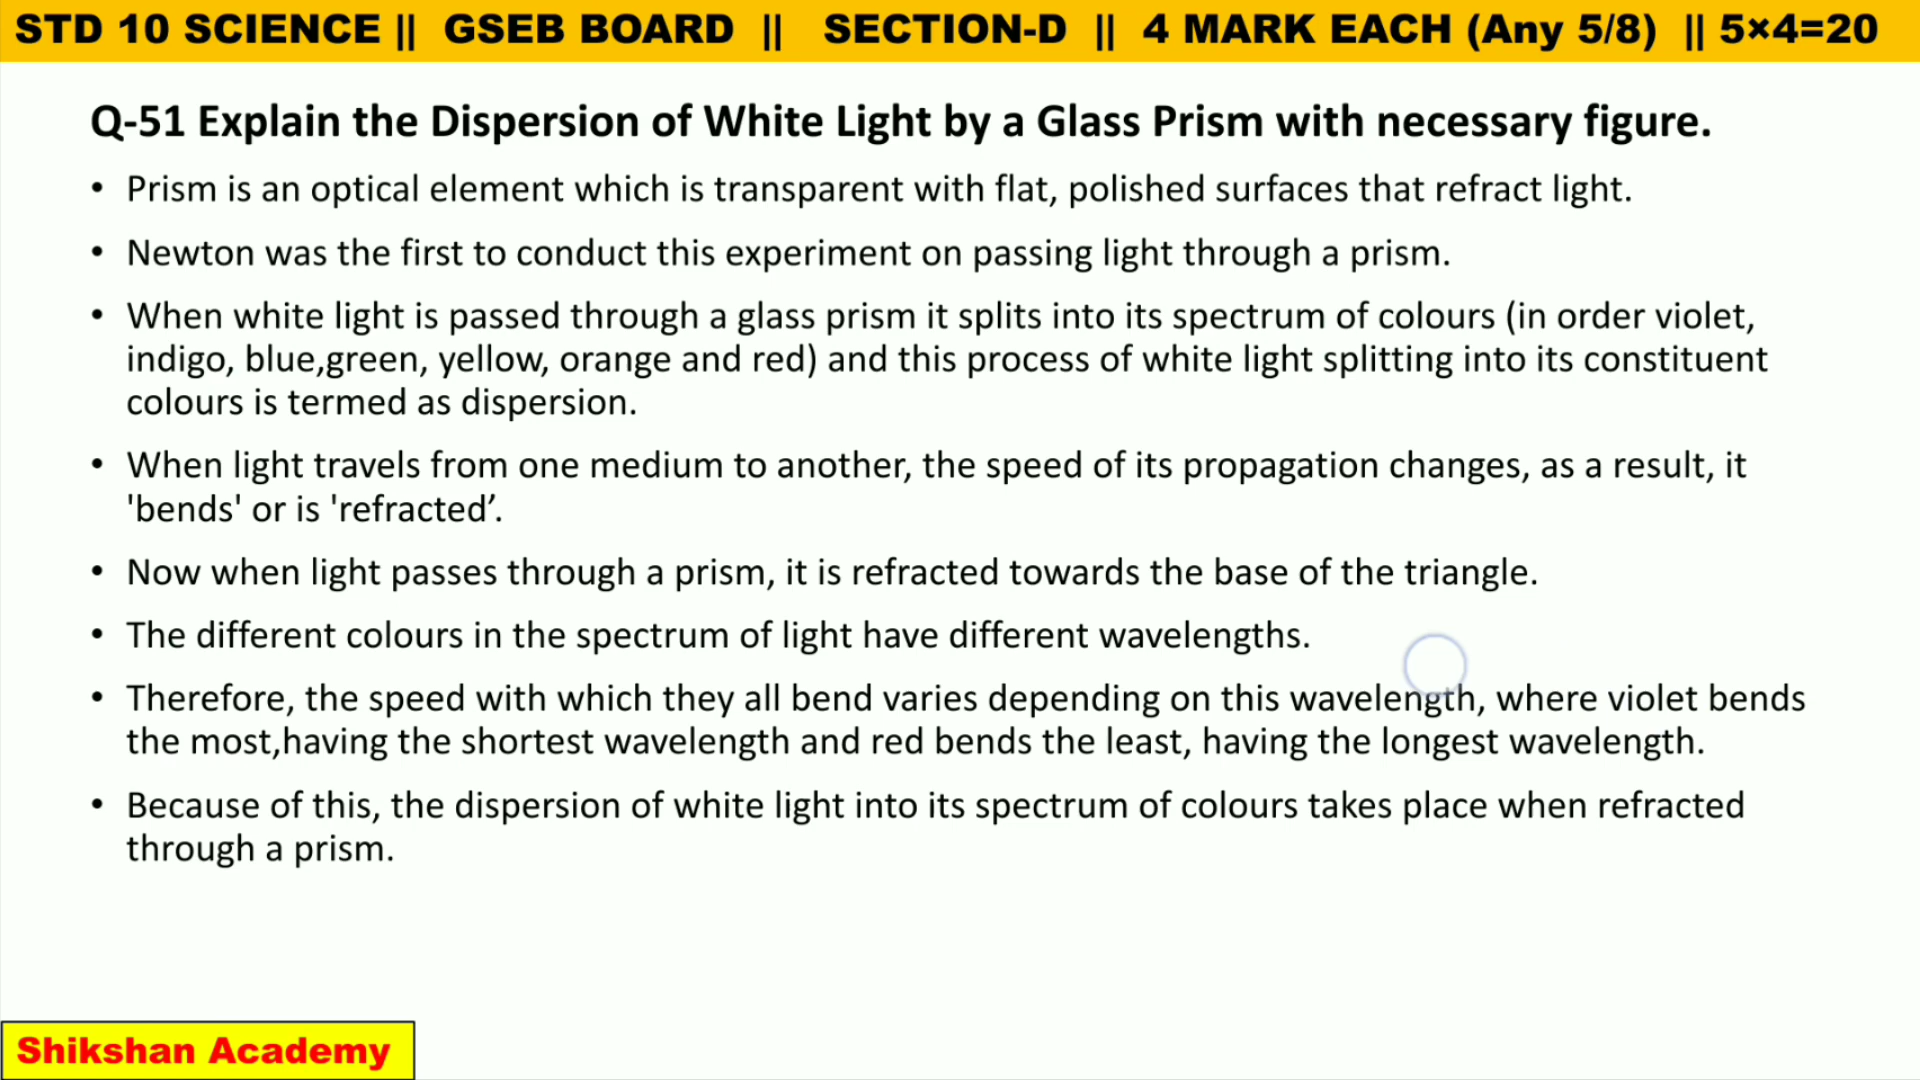 STD 10 SCIENCE || GSEB BOARD || SECTION-D || 4 MARK EACH (Any 5/8) || 5×4=20
Q-51 Explain the Dispersion of White Light by a Glass Prism with necessary figure.
• Prism is an optical element which is transparent with flat, polished surfaces that refract light.
• Newton was the first to conduct this experiment on passing light through a prism.
• When white light is passed through a glass prism it splits into its spectrum of colours (in order violet,
indigo, blue,green, yellow, orange and red) and this process of white light splitting into its constituent
colours is termed as dispersion.
• When light travels from one medium to another, the speed of its propagation changes, as a result, it
'bends' or is 'refracted’.
• Now when light passes through a prism, it is refracted towards the base of the triangle.
• The different colours in the spectrum of light have different wavelengths.
• Therefore, the speed with which they all bend varies depending on this wavelength, where violet bends
the most,having the shortest wavelength and red bends the least, having the longest wavelength.
• Because of this, the dispersion of white light into its spectrum of colours takes place when refracted
through a prism.
Shikshan Academy